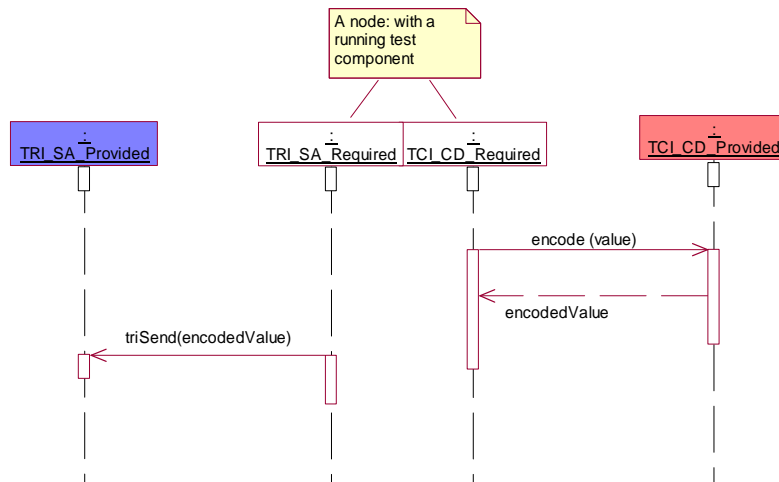 A node: with a
running test
component
:
TRI_SA_Provided
:
TRI_SA_Required
:
TCI_CD_Required
:
TCI_CD_Provided
encode (value)
encodedValue
triSend(encodedValue)